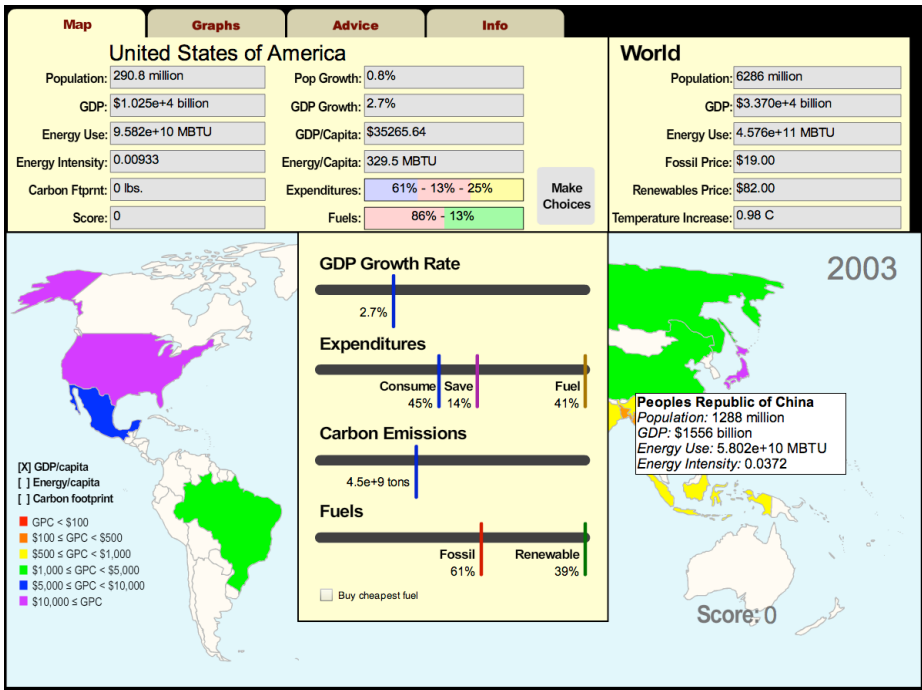 Map
Graphs
Advice
Info
United States of America
Population: 290.8 million
Pop Growth: 0.8%
GDP: $1.025e+4 billion
GDP Growth: 2.7%
Energy Use: 9.582e+10 MBTU
GDP/Capita: $35265.64
Energy Intensity: 0.00933
Energy/Capita: 329.5 MBTU
Carbon Ftprnt: 0 lbs.
Expenditures: 61% - 13% - 25%
Score: 0
Fuels: 86% - 13%
Make
Choices
World
Population: 6286 million
GDP: $3.370e+4 billion
Energy Use: 4.576e+11 MBTU
Fossil Price: $19.00
Renewables Price: $82.00
Temperature Increase: 0.98 C
2003
GDP Growth Rate
2.7%
Expenditures
Consume Save Fuel
45% 14% 41%
Carbon Emissions
4.5e+9 tons
Fuels
Fossil Renewable
61% 39%
Buy cheapest fuel
Peoples Republic of China
Population: 1288 million
GDP: $1556 billion
Energy Use: 5.802e+10 MBTU
Energy Intensity: 0.0372
[X] GDP/capita
[ ] Energy/capita
[ ] Carbon footprint
GPC < $100
$100 ≤ GPC < $500
$500 ≤ GPC < $1,000
$1,000 ≤ GPC < $5,000
$5,000 ≤ GPC < $10,000
$10,000 ≤ GPC
Score: 0